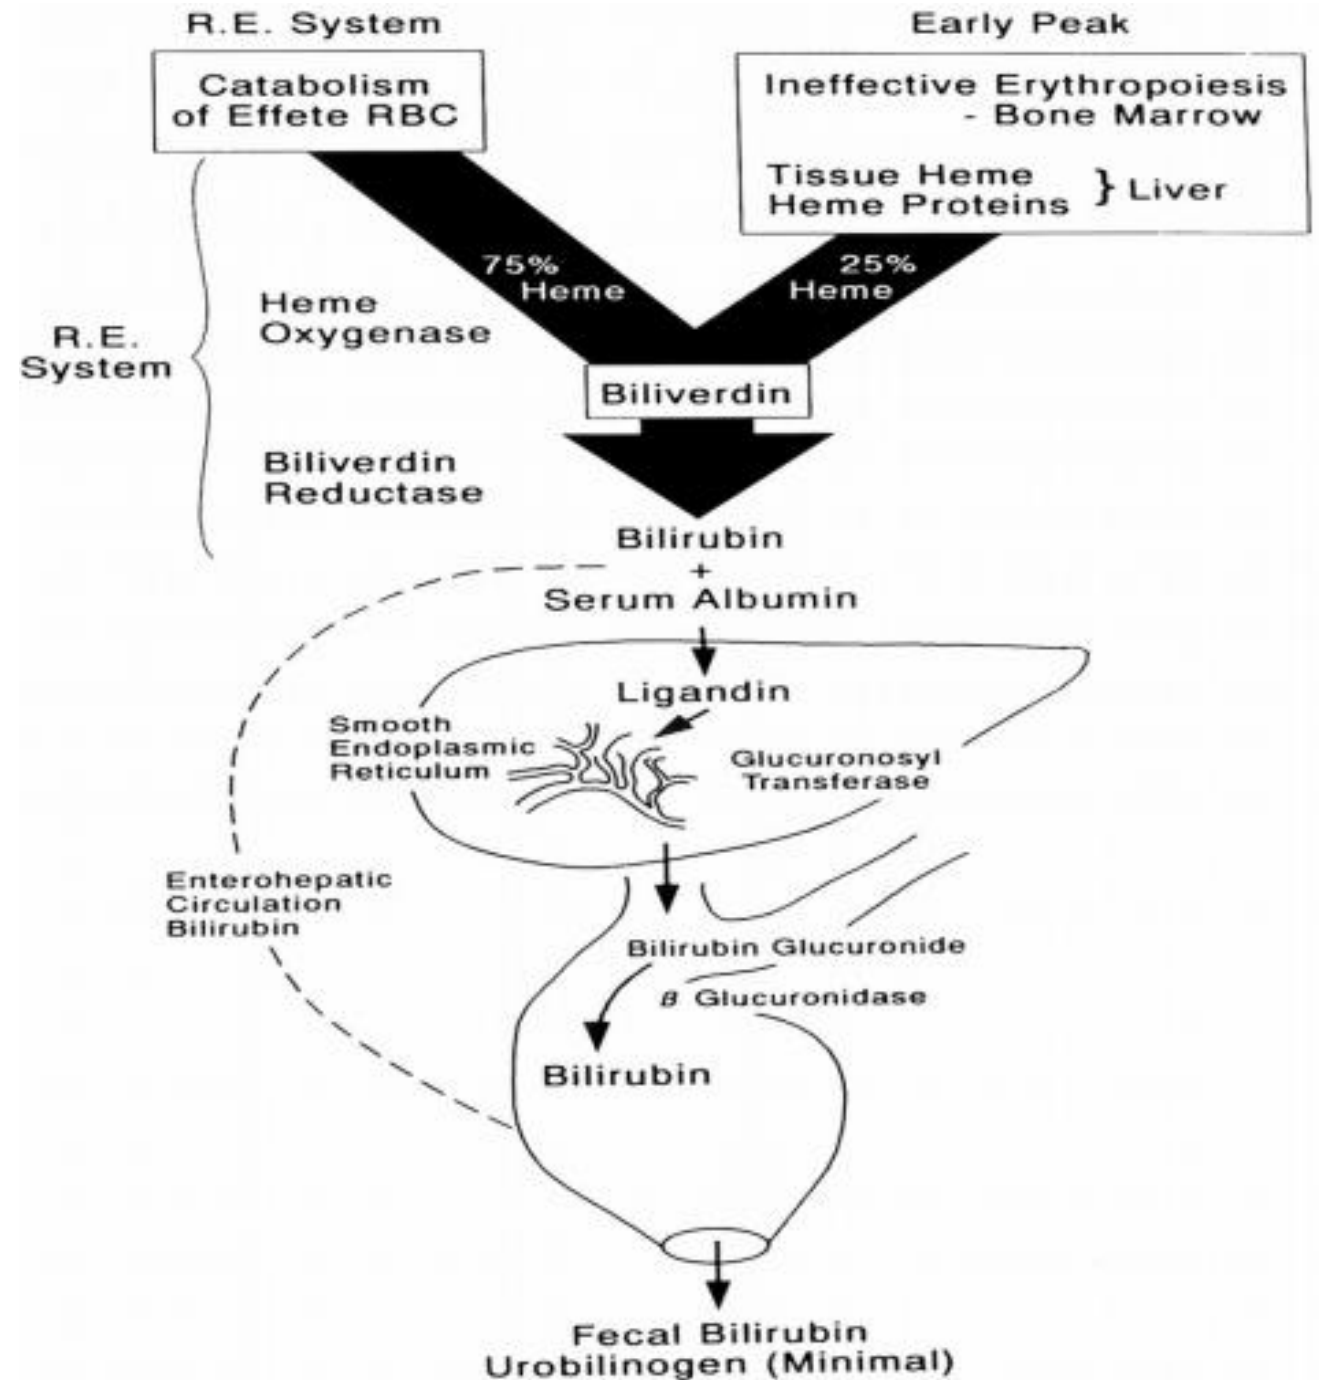 R.E. System
Catabolism
of Effete RBC
Early Peak
Ineffective Erythropoiesis
- Bone Marrow
Tissue Heme
Heme Proteins } Liver
75%
Heme
25%
Heme
R.E.
System
Heme
Oxygenase
Biliverdin
Biliverdin
Reductase
Bilirubin
+
Serum Albumin
Ligandin
Smooth
Endoplasmic
Reticulum
Glucuronosyl
Transferase
Enterohepatic
Circulation
Bilirubin
Bilirubin Glucuronide
β Glucuronidase
Bilirubin
Fecal Bilirubin
Urobilinogen (Minimal)